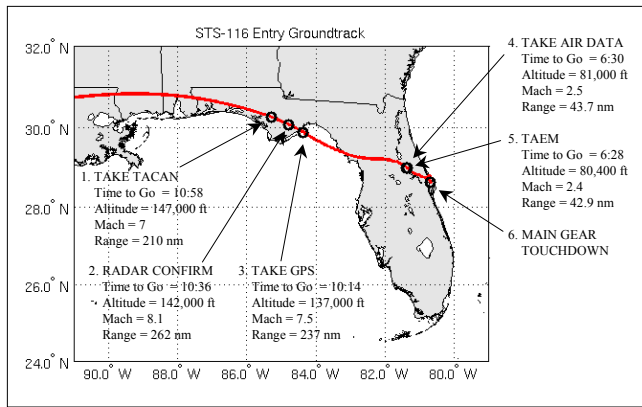 STS-116 Entry Groundtrack
32.0° N
30.0° N
28.0° N
26.0° N
24.0° N
90.0 W
88.0 W
86.0 W
84.0 W
82.0 W
80.0 W
1. TAKE TACAN
Time to Go = 10:58
Altitude = 147,000 ft
Mach = 7
Range = 210 nm
2. RADAR CONFIRM
Time to Go = 10:36
Altitude = 142,000 ft
Mach = 8.1
Range = 262 nm
3. TAKE GPS
Time to Go = 10:14
Altitude = 137,000 ft
Mach = 7.5
Range = 237 nm
4. TAKE AIR DATA
Time to Go = 6:30
Altitude = 81,000 ft
Mach = 2.5
Range = 43.7 nm
5. TAEM
Time to Go = 6:28
Altitude = 80,400 ft
Mach = 2.4
Range = 42.9 nm
6. MAIN GEAR
TOUCHDOWN